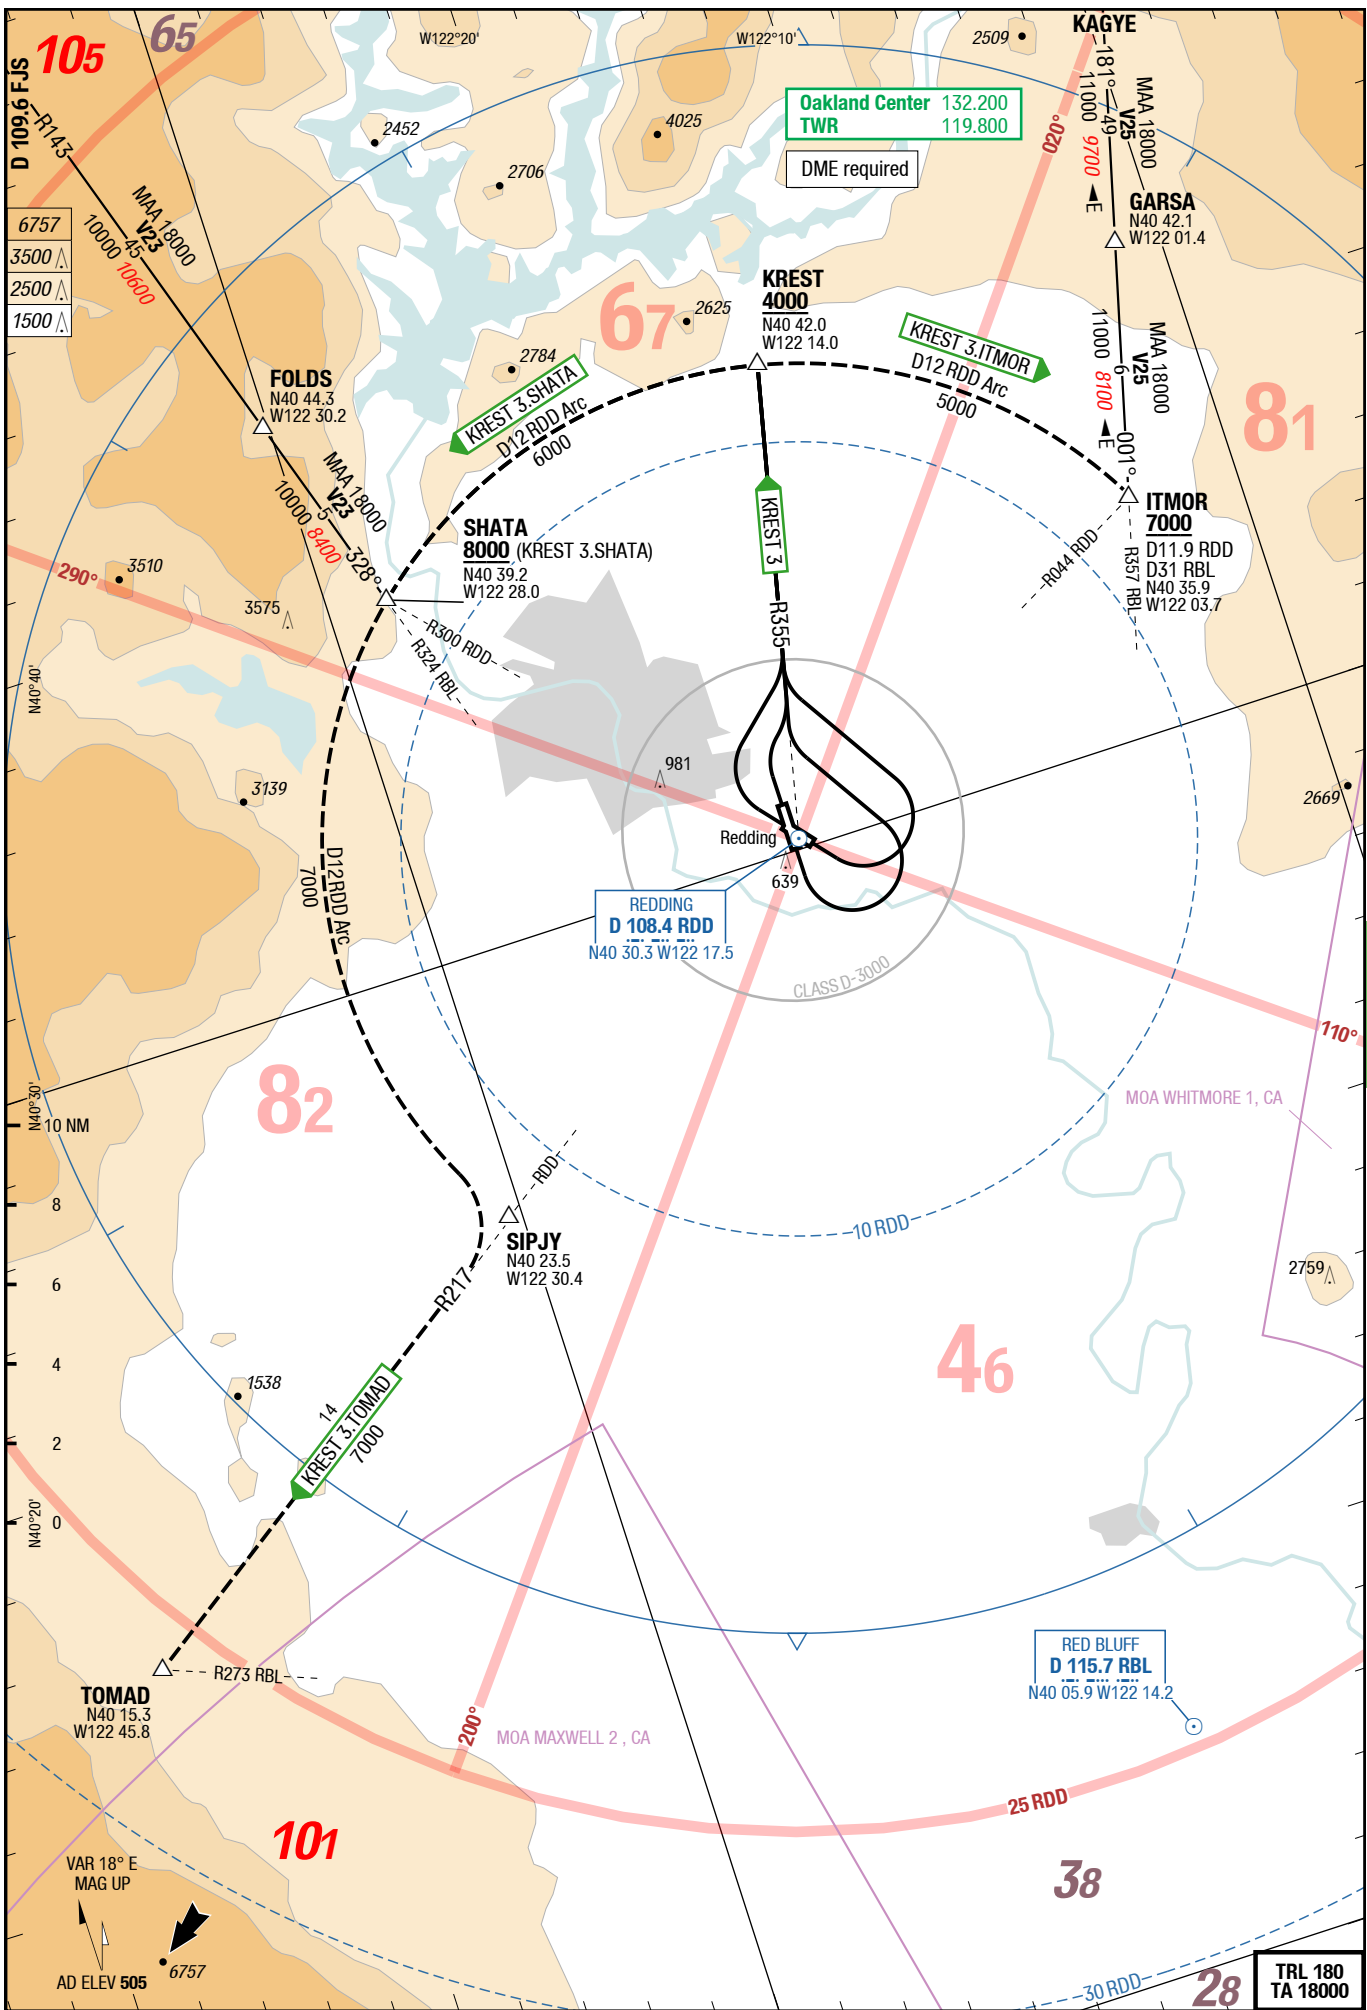 105
65
D 109.6 FJS
R143
W122°20'
W122°10'
2509
KAGYE
181°
49
11000 9700
E
MAA 18000
V25
Oakland Center 132.200
TWR 119.800
DME required
020°
2452
4025
2706
GARSA
N40 42.1
W122 01.4
6757
3500
2500
1500
MAA 18000
V23
45
10000 10600
KREST
4000
N40 42.0
W122 14.0
67
2625
2784
KREST 3.SHATA
D12 RDD Arc
6000
KREST 3.ITMOR
D12 RDD Arc
5000
MAA 18000
V25
6
11000 8100
E
001°
81
FOLDS
N40 44.3
W122 30.2
MAA 18000
V23
5
10000 8400
328°
SHATA
8000 (KREST 3.SHATA)
N40 39.2
W122 28.0
KREST 3
R355
ITMOR
7000
D11.9 RDD
D31 RBL
N40 35.9
W122 03.7
R044 RDD
R357 RBL
290°
3510
3575
R300 RDD
R324 RBL
N40°40'
981
3139
2669
Redding
639
D12 RDD Arc
7000
REDDING
D 108.4 RDD
N40 30.3 W122 17.5
CLASS D-3000
110°
82
MOA WHITMORE 1, CA
N40°30'
10 NM
8
6
4
2
0
RDD
10 RDD
SIPJY
N40 23.5
W122 30.4
R217
2759
46
1538
14
KREST 3.TOMAD
7000
N40°20'
RED BLUFF
D 115.7 RBL
N40 05.9 W122 14.2
R273 RBL
TOMAD
N40 15.3
W122 45.8
200°
MOA MAXWELL 2 , CA
25 RDD
101
38
VAR 18° E
MAG UP
AD ELEV 505
6757
30 RDD
28
TRL 180
TA 18000